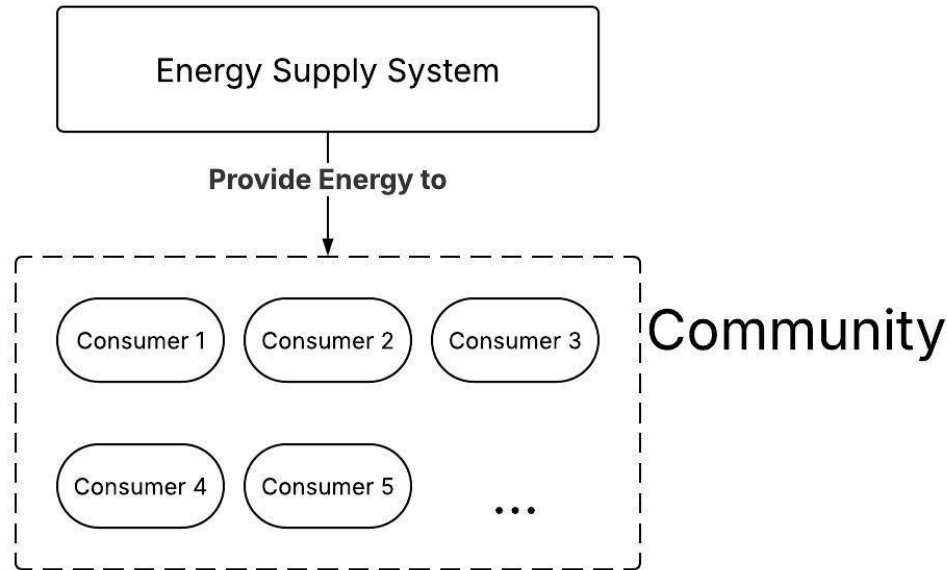 Energy Supply System
Provide Energy to
Consumer 1
Consumer 2
Consumer 3
Community
Consumer 4
Consumer 5
...